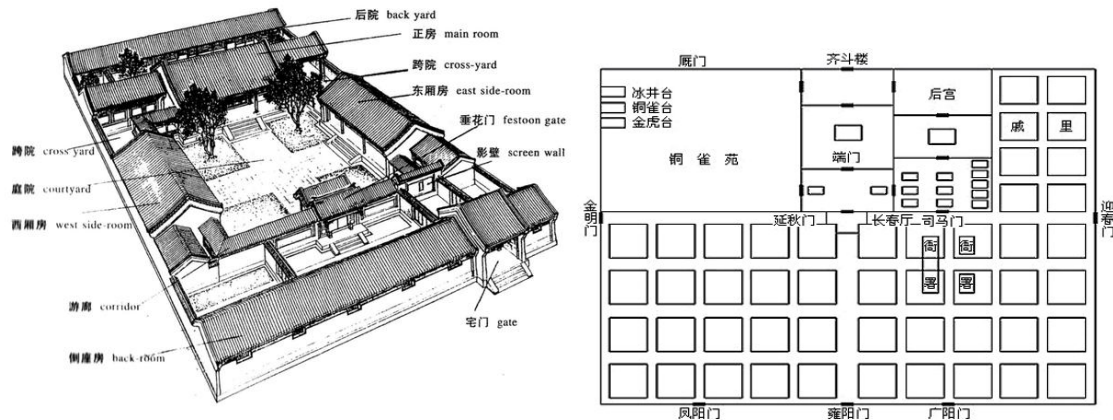 后院 back yard
正房 main room
跨院 cross-yard
东厢房 east side-room
垂花门 festoon gate
影壁 screen wall
跨院 cross yard
庭院 courtyard
西厢房 west side-room
游廊 corridor
倒座房 back-room
宅门 gate
厩门
齐斗楼
冰井台
铜雀台
金虎台
后宫
戚 里
铜 雀 苑
端门
金明门
迎春门
延秋门
长春厅
司马门
衙 衙
署 署
凤阳门
雍阳门
广阳门